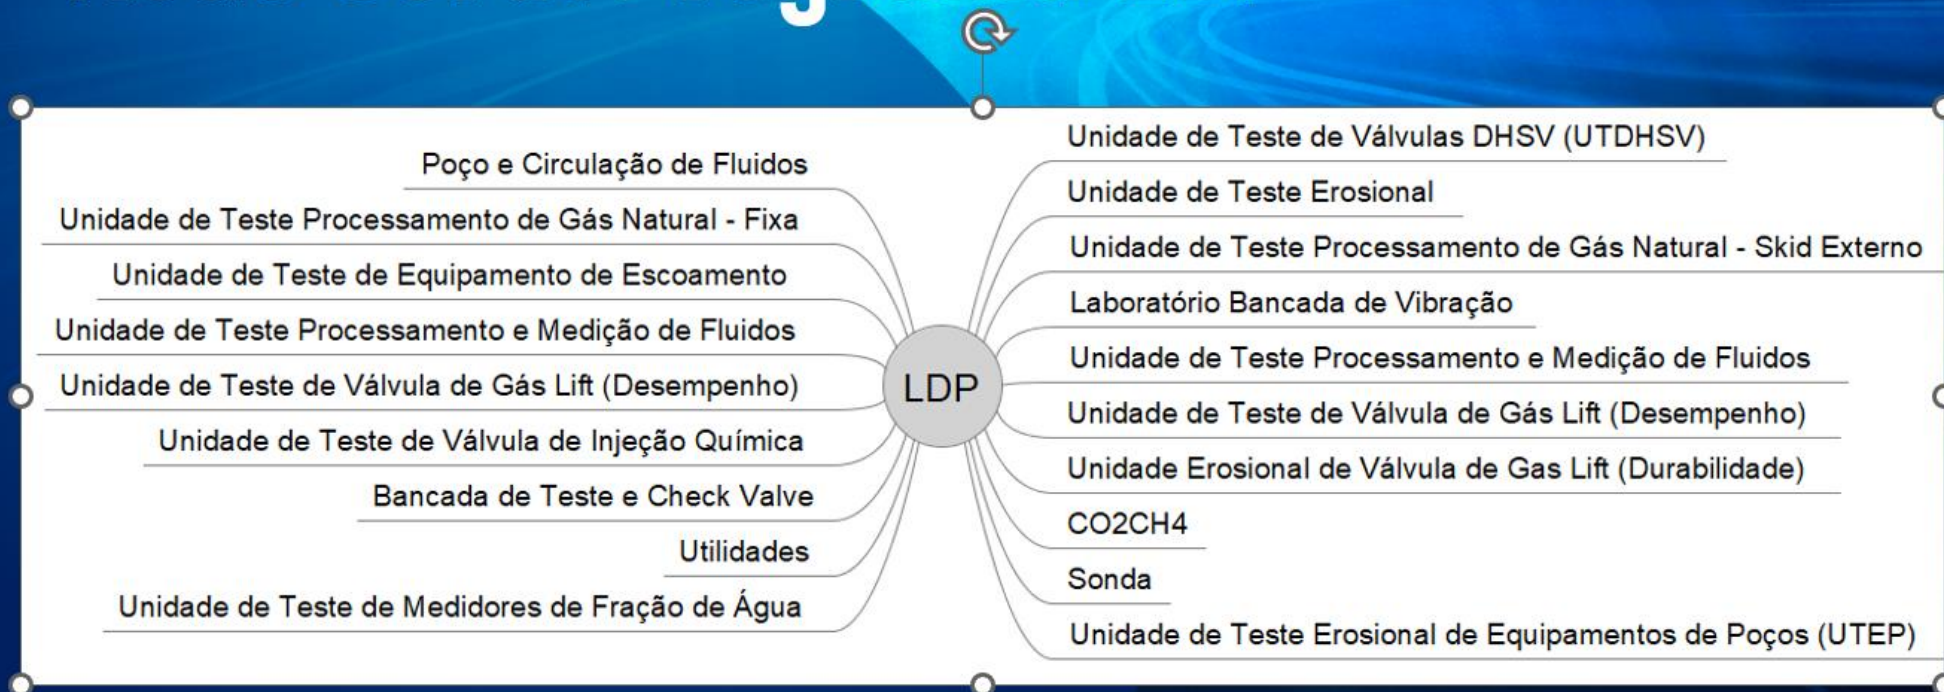 Poço e Circulação de Fluidos
Unidade de Teste Processamento de Gás Natural - Fixa
Unidade de Teste de Equipamento de Escoamento
Unidade de Teste Processamento e Medição de Fluidos
Unidade de Teste de Válvula de Gás Lift (Desempenho)
Unidade de Teste de Válvula de Injeção Química
Bancada de Teste e Check Valve
Utilidades
Unidade de Teste de Medidores de Fração de Água
LDP
Unidade de Teste de Válvulas DHSV (UTDHSV)
Unidade de Teste Erosional
Unidade de Teste Processamento de Gás Natural - Skid Externo
Laboratório Bancada de Vibração
Unidade de Teste Processamento e Medição de Fluidos
Unidade de Teste de Válvula de Gás Lift (Desempenho)
Unidade Erosional de Válvula de Gas Lift (Durabilidade)
CO2CH4
Sonda
Unidade de Teste Erosional de Equipamentos de Poços (UTEP)